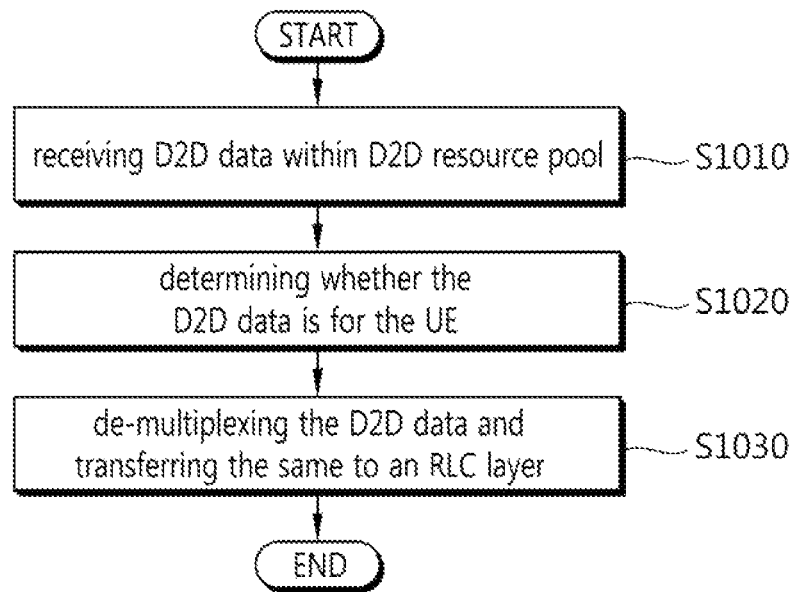 START
receiving D2D data within D2D resource pool
S1010
determining whether the
D2D data is for the UE
S1020
de-multiplexing the D2D data and
transferring the same to an RLC layer
S1030
END